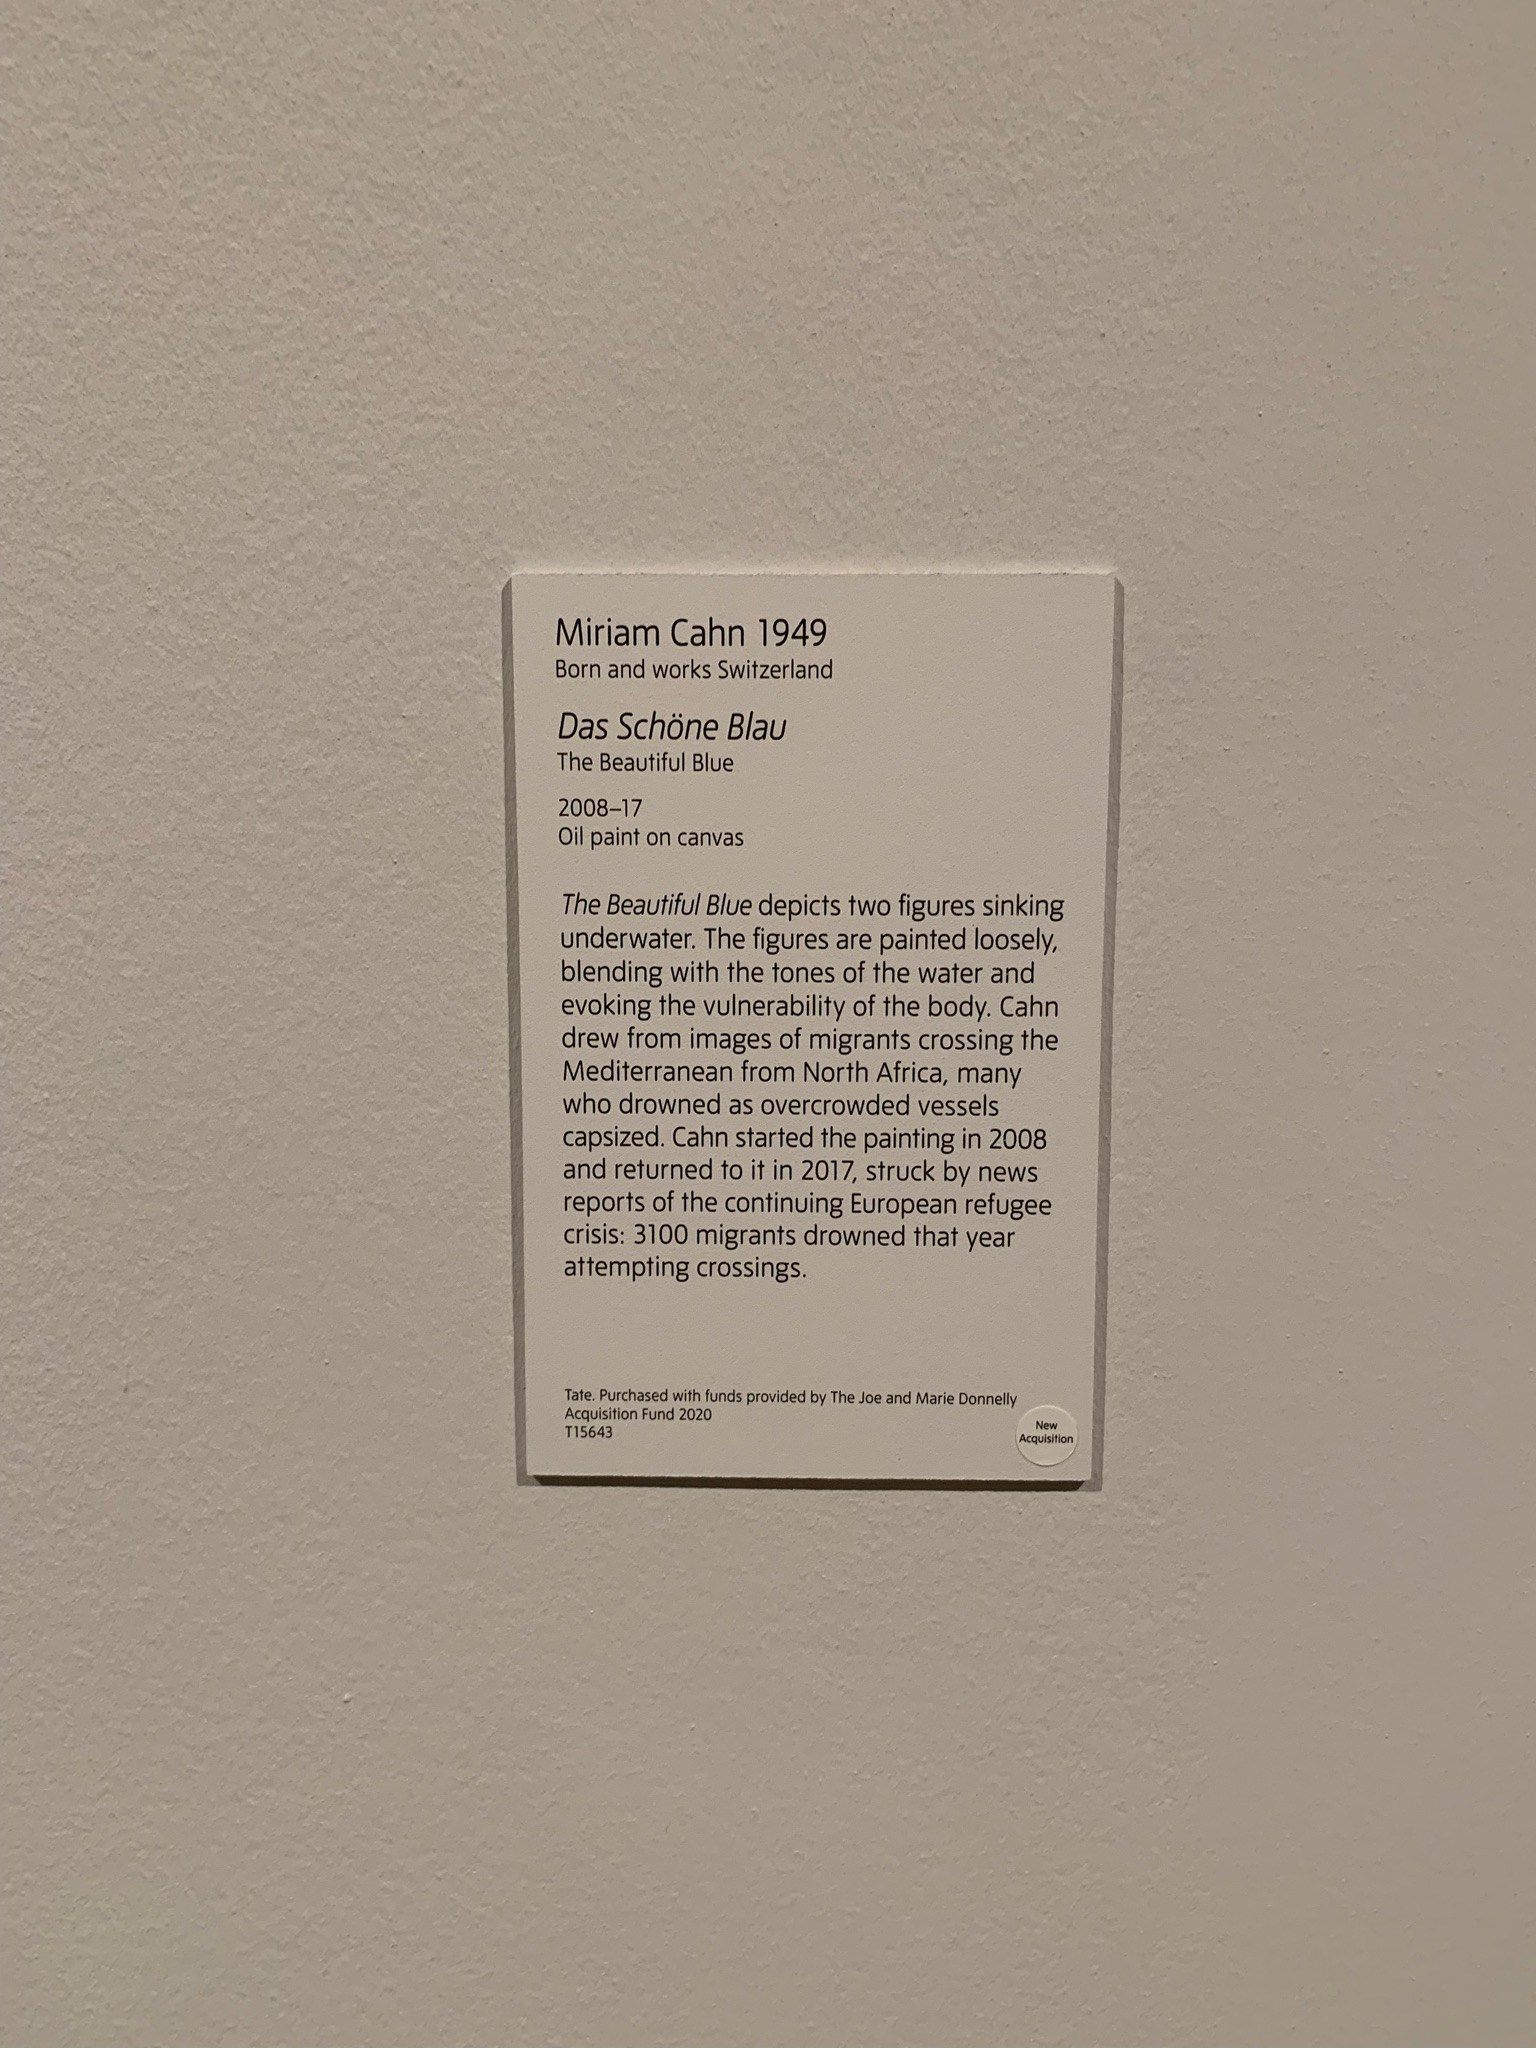 Miriam Cahn 1949
Born and works Switzerland
Das Schöne Blau
The Beautiful Blue
2008–17
Oil paint on canvas
The Beautiful Blue depicts two figures sinking
underwater. The figures are painted loosely,
blending with the tones of the water and
evoking the vulnerability of the body. Cahn
drew from images of migrants crossing the
Mediterranean from North Africa, many
who drowned as overcrowded vessels
capsized. Cahn started the painting in 2008
and returned to it in 2017, struck by news
reports of the continuing European refugee
crisis: 3100 migrants drowned that year
attempting crossings.
Tate. Purchased with funds provided by The Joe and Marie Donnelly
Acquisition Fund 2020
T15643
New
Acquisition